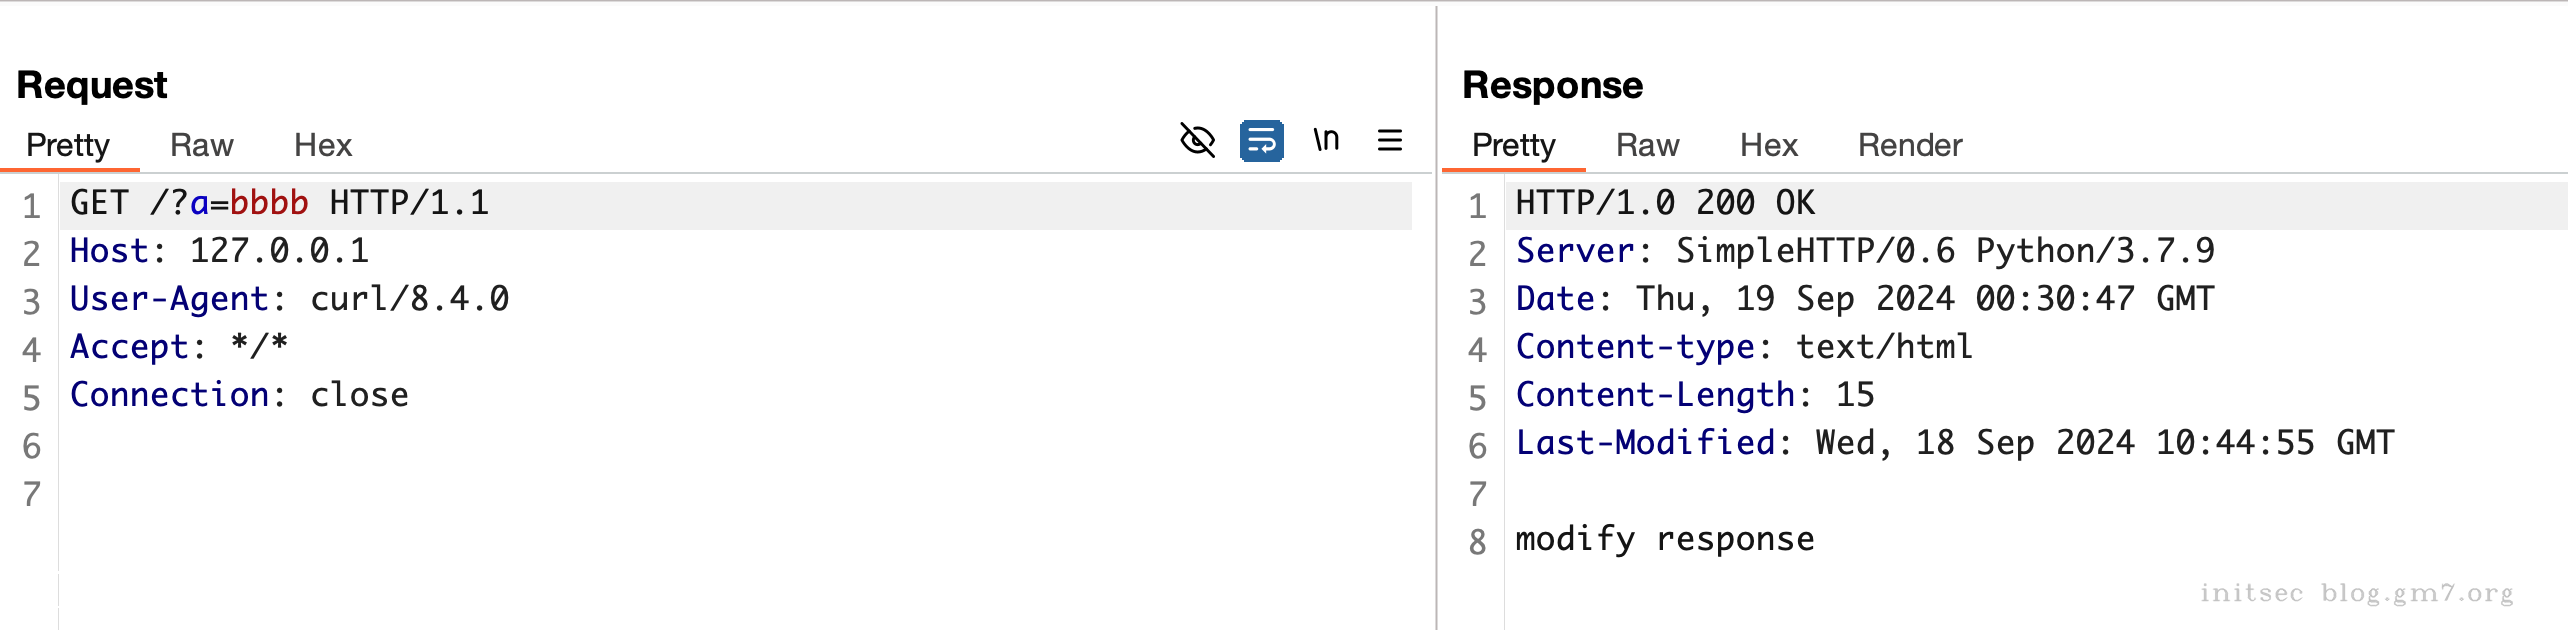 Request
Pretty Raw Hex
\n
1 GET /?a=bbbb HTTP/1.1
2 Host: 127.0.0.1
3 User-Agent: curl/8.4.0
4 Accept: */*
5 Connection: close
6
7
Response
Pretty Raw Hex Render
1 HTTP/1.0 200 OK
2 Server: SimpleHTTP/0.6 Python/3.7.9
3 Date: Thu, 19 Sep 2024 00:30:47 GMT
4 Content-type: text/html
5 Content-Length: 15
6 Last-Modified: Wed, 18 Sep 2024 10:44:55 GMT
7
8 modify response
initsec blog.gm7.org